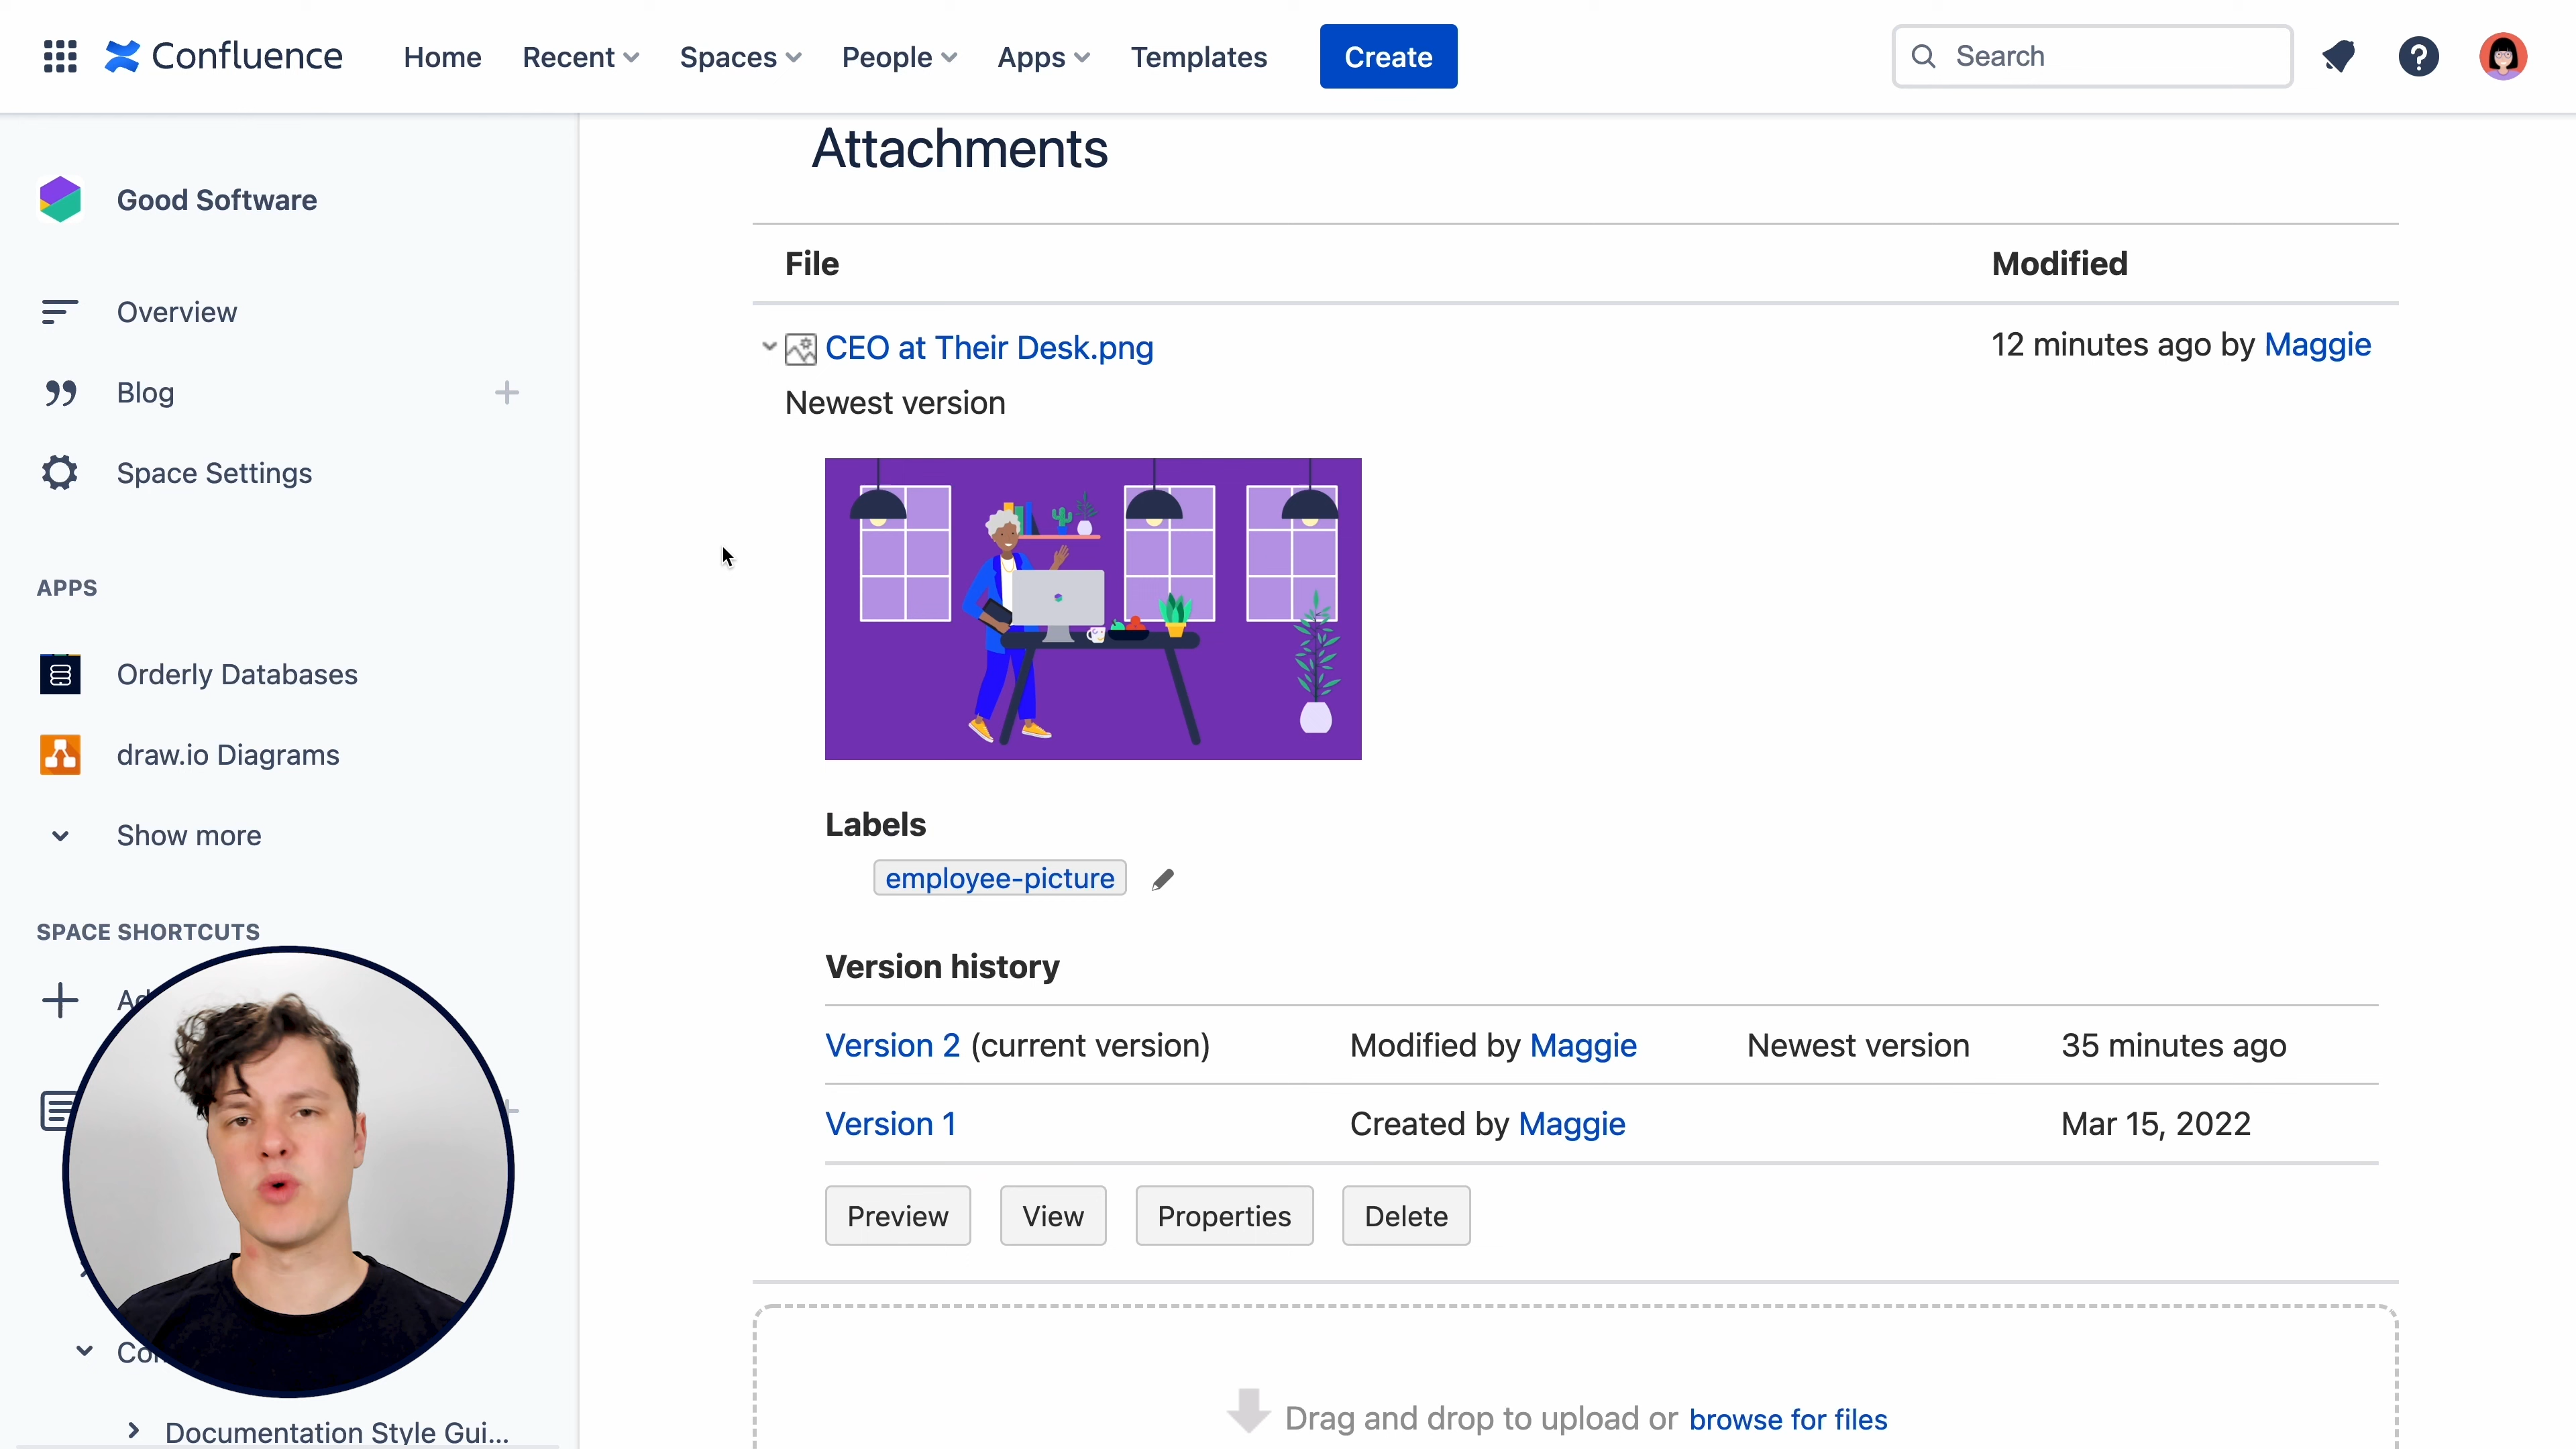 Confluence Home Recent Spaces People Apps Templates Create Search
Good Software
Overview
Blog
Space Settings
APPS
Orderly Databases
draw.io Diagrams
Show more
SPACE SHORTCUTS
Documentation Style Gui...
Attachments
File Modified
CEO at Their Desk.png 12 minutes ago by Maggie
Newest version
Labels
employee-picture
Version history
Version 2 (current version) Modified by Maggie Newest version 35 minutes ago
Version 1 Created by Maggie Mar 15, 2022
Preview View Properties Delete
Drag and drop to upload or browse for files